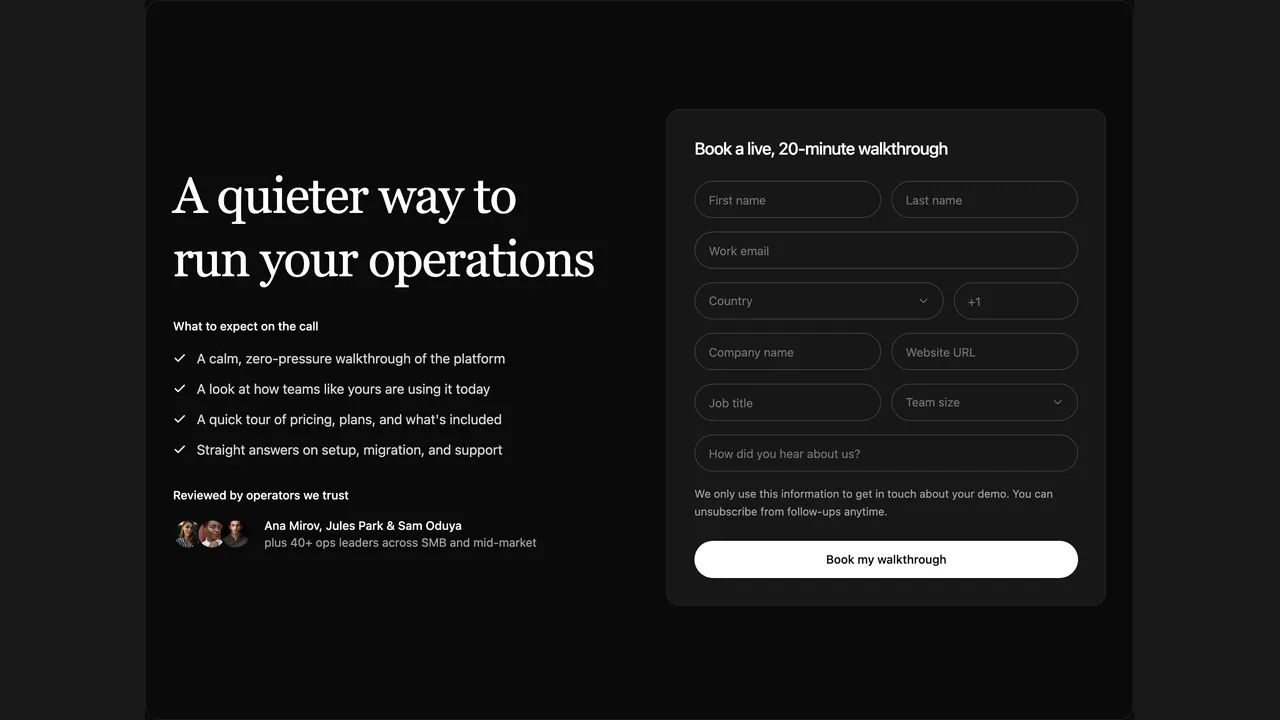 A quieter way to
run your operations
What to expect on the call
A calm, zero-pressure walkthrough of the platform
A look at how teams like yours are using it today
A quick tour of pricing, plans, and what's included
Straight answers on setup, migration, and support
Reviewed by operators we trust
Ana Mirov, Jules Park & Sam Oduya
plus 40+ ops leaders across SMB and mid-market
Book a live, 20-minute walkthrough
First name
Last name
Work email
Country
+1
Company name
Website URL
Job title
Team size
How did you hear about us?
We only use this information to get in touch about your demo. You can
unsubscribe from follow-ups anytime.
Book my walkthrough